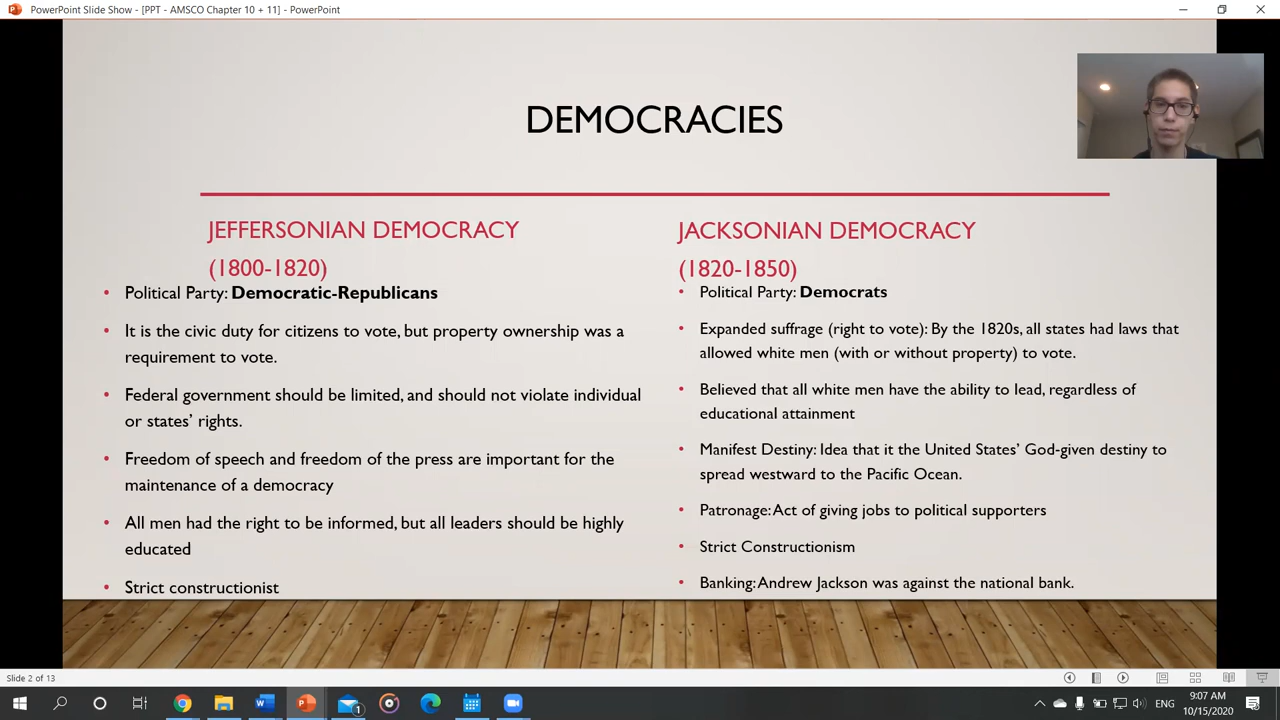 PowerPoint Slide Show - [PPT - AMSCO Chapter 10 + 11] - PowerPoint
DEMOCRACIES
JEFFERSONIAN DEMOCRACY
(1800-1820)
• Political Party: Democratic-Republicans
• It is the civic duty for citizens to vote, but property ownership was a
requirement to vote.
• Federal government should be limited, and should not violate individual
or states' rights.
• Freedom of speech and freedom of the press are important for the
maintenance of a democracy
• All men had the right to be informed, but all leaders should be highly
educated
• Strict constructionist
JACKSONIAN DEMOCRACY
(1820-1850)
• Political Party: Democrats
• Expanded suffrage (right to vote): By the 1820s, all states had laws that
allowed white men (with or without property) to vote.
• Believed that all white men have the ability to lead, regardless of
educational attainment
• Manifest Destiny: Idea that it the United States' God-given destiny to
spread westward to the Pacific Ocean.
• Patronage: Act of giving jobs to political supporters
• Strict Constructionism
• Banking: Andrew Jackson was against the national bank.
Slide 2 of 13
1
ENG
9:07 AM
10/15/2020